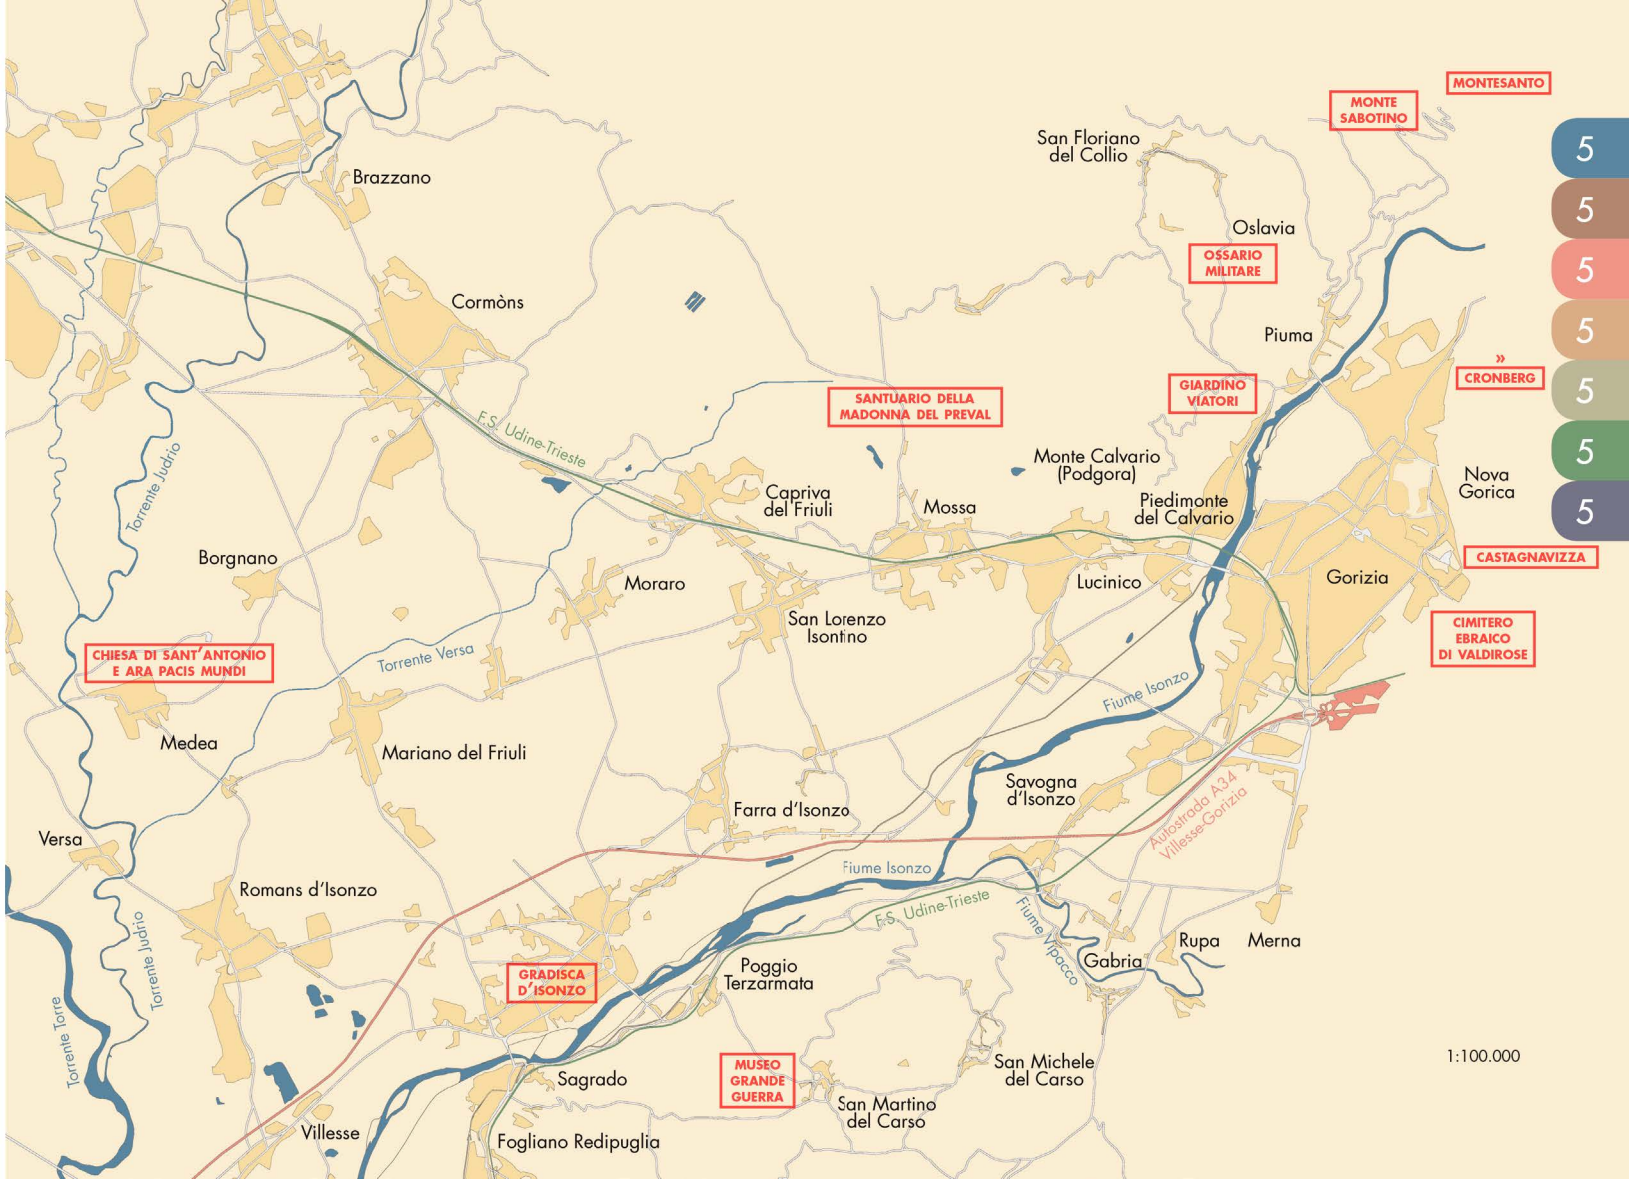 MONTESANTO
MONTE
SABOTINO
San Floriano
del Collio
5
Brazzano
5
Oslavia
OSSARIO
MILITARE
5
Cormòns
Piuma
5
»
CRONBERG
GIARDINO
VIATORI
SANTUARIO DELLA
MADONNA DEL PREVAL
5
F.S. Udine-Trieste
5
Monte Calvario
(Podgora)
Nova
Gorica
Torrente Judrio
Capriva
del Friuli
Mossa
Piedimonte
del Calvario
5
Borgnano
CASTAGNAVIZZA
Moraro
Lucinico
Gorizia
San Lorenzo
Isontino
CIMITERO
EBRAICO
DI VALDIROSE
CHIESA DI SANT'ANTONIO
E ARA PACIS MUNDI
Torrente Versa
Fiume Isonzo
Medea
Mariano del Friuli
Savogna
d'Isonzo
Farra d'Isonzo
Autostrada A34
Villesse-Gorizia
Versa
Fiume Isonzo
Romans d'Isonzo
F.S. Udine-Trieste
Fiume Vipacco
Rupa
Merna
Torrente Judrio
Gabria
Poggio
Terzarmata
GRADISCA
D'ISONZO
Torrente Torre
1:100.000
San Michele
del Carso
MUSEO
GRANDE
GUERRA
Sagrado
San Martino
del Carso
Villesse
Fogliano Redipuglia